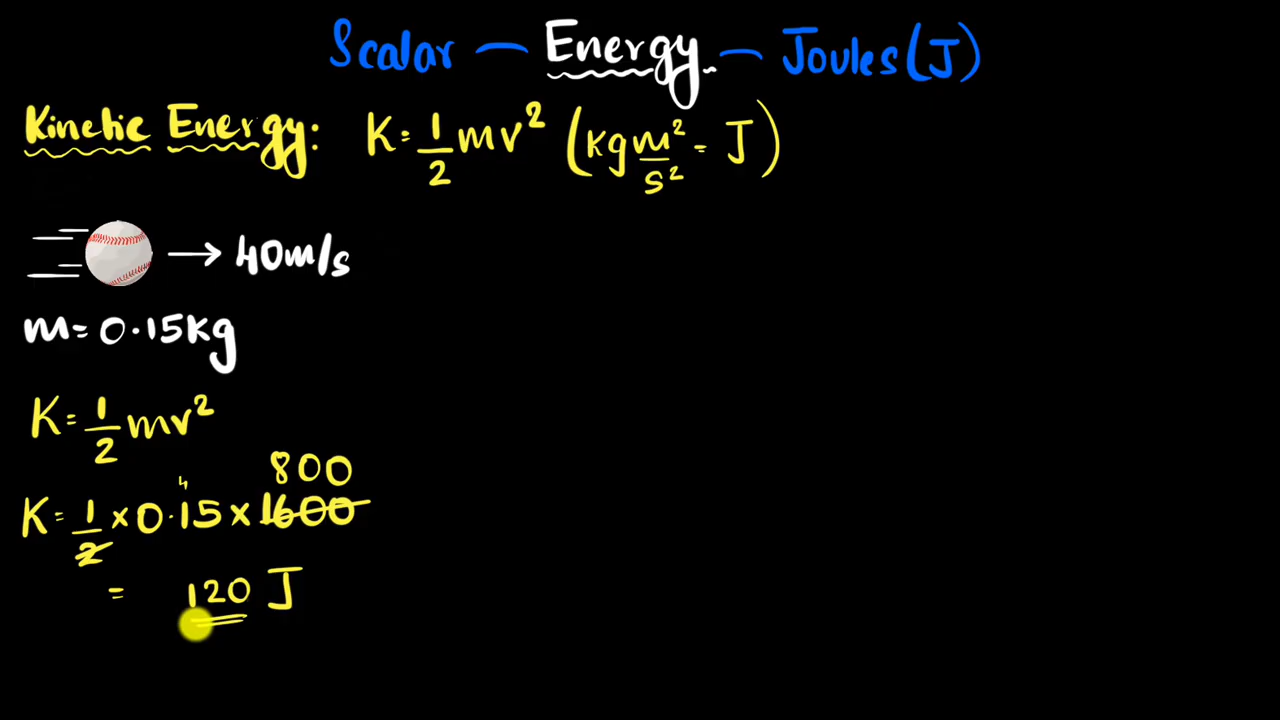 Scalar — Energy — Joules (J)
Kinetic Energy: K = 1/2 mv² (kg m²/s² = J)
→ 40m/s
m = 0.15kg
K = 1/2 mv²
800
4
K = 1/2 × 0.15 × 1600
= 120 J